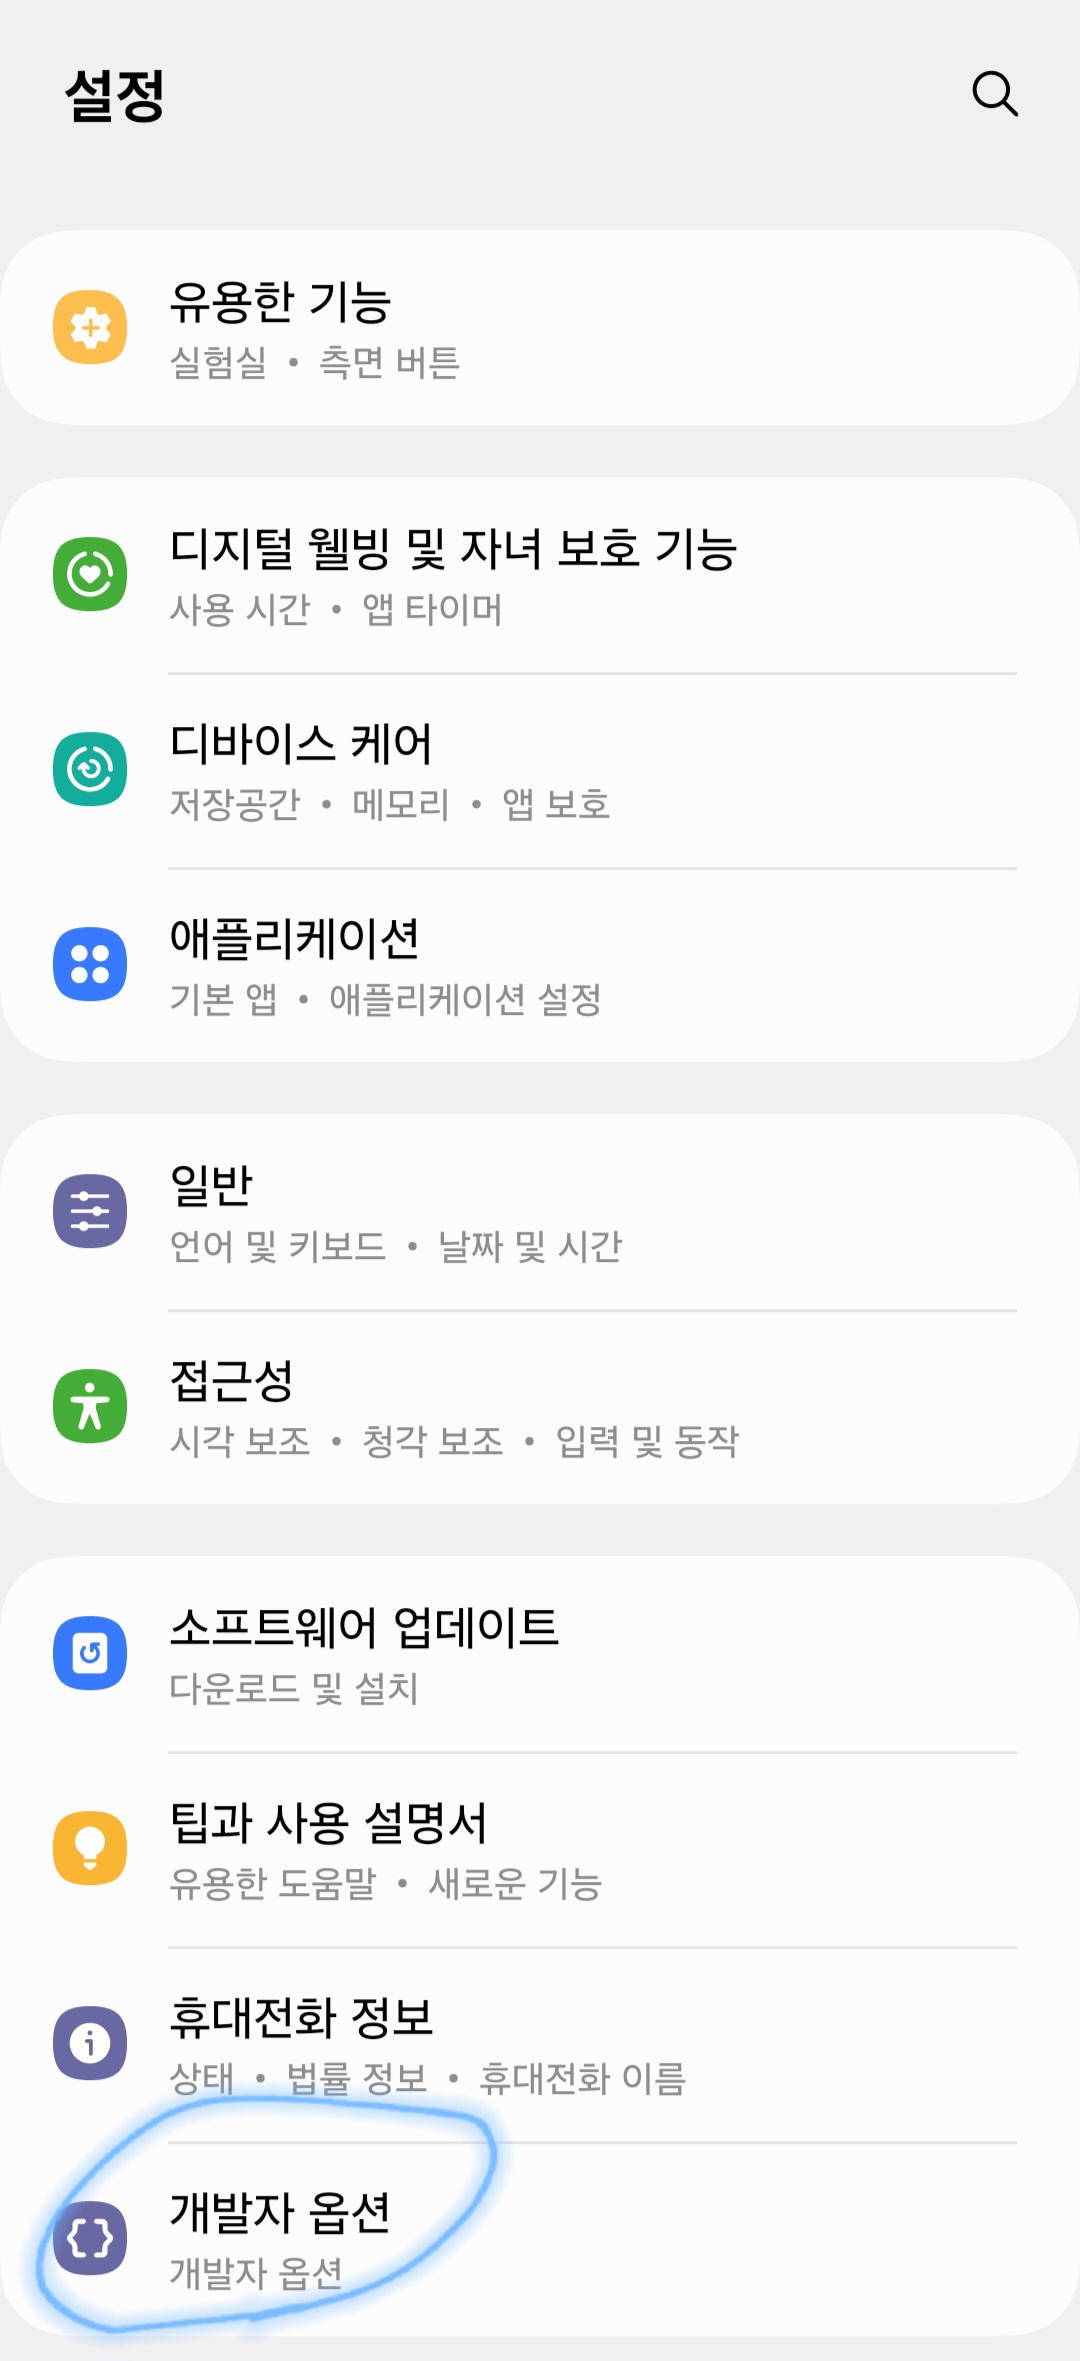 설정
유용한 기능
실험실 • 측면 버튼
디지털 웰빙 및 자녀 보호 기능
사용 시간 • 앱 타이머
디바이스 케어
저장공간 • 메모리 • 앱 보호
애플리케이션
기본 앱 • 애플리케이션 설정
일반
언어 및 키보드 • 날짜 및 시간
접근성
시각 보조 • 청각 보조 • 입력 및 동작
소프트웨어 업데이트
다운로드 및 설치
팁과 사용 설명서
유용한 도움말 • 새로운 기능
휴대전화 정보
상태 • 법률 정보 • 휴대전화 이름
개발자 옵션
개발자 옵션